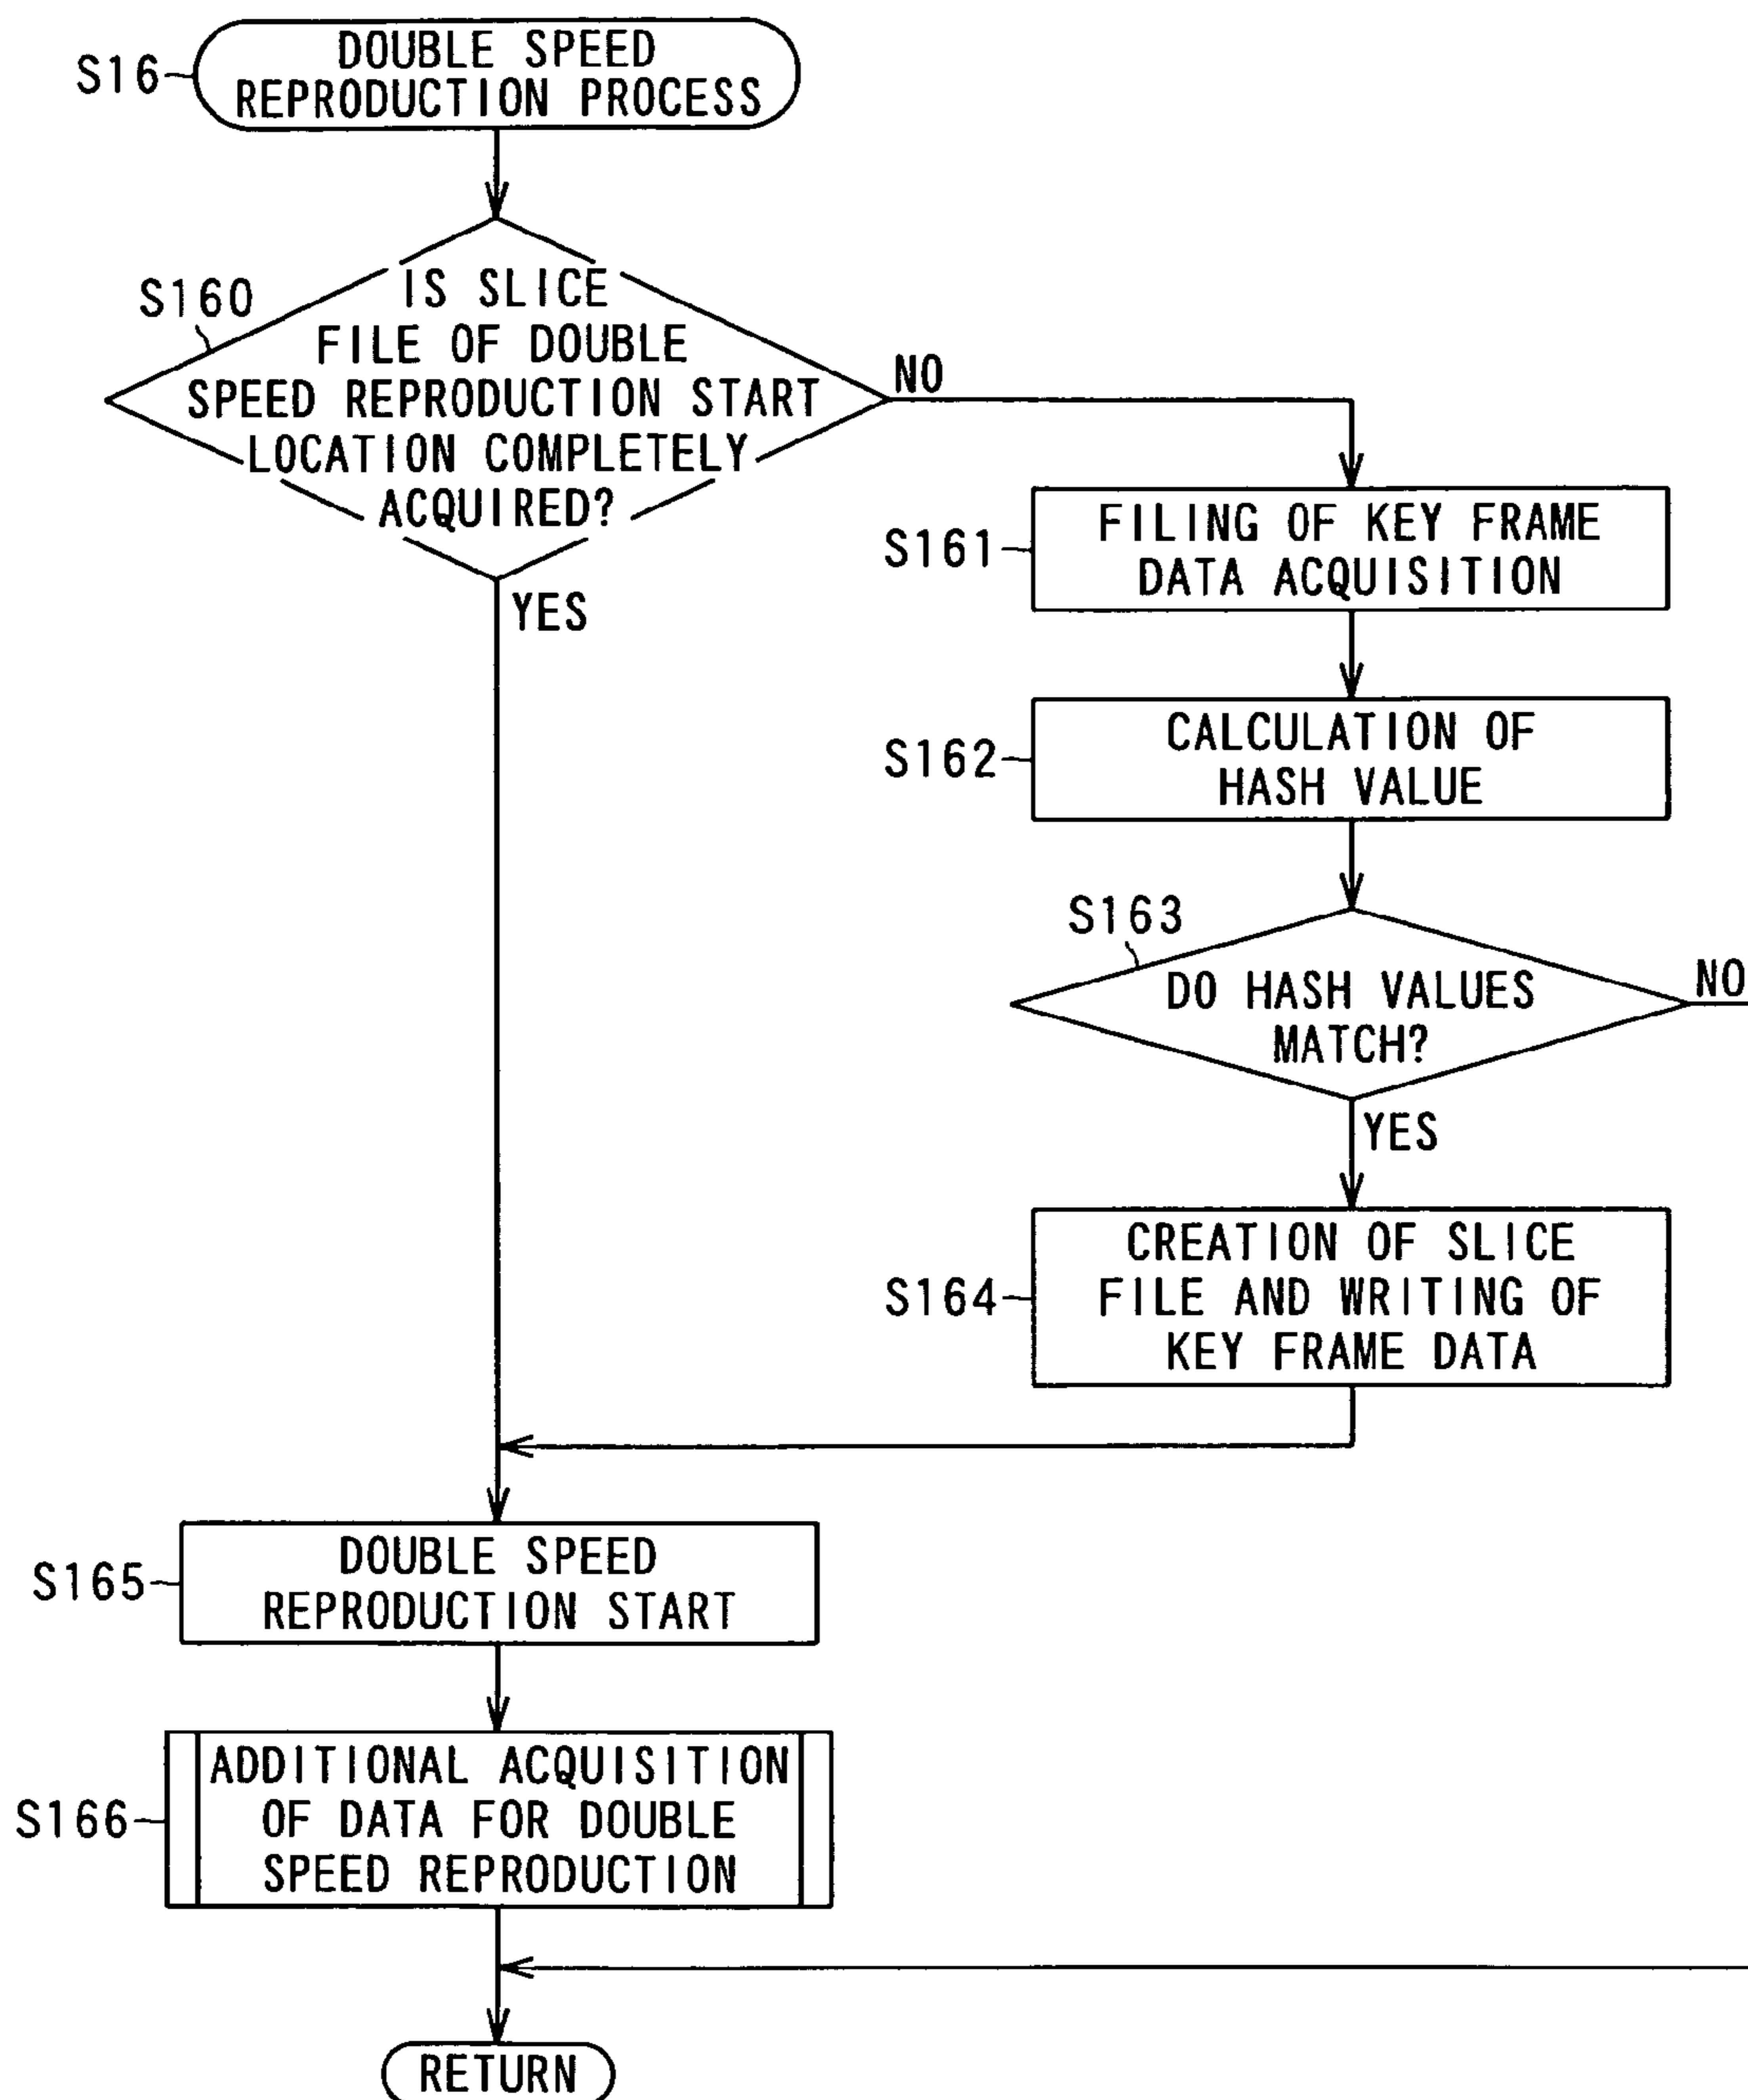 S16
DOUBLE SPEED
REPRODUCTION PROCESS
S160
IS SLICE
FILE OF DOUBLE
SPEED REPRODUCTION START
LOCATION COMPLETELY
ACQUIRED?
NO
YES
S161
FILING OF KEY FRAME
DATA ACQUISITION
S162
CALCULATION OF
HASH VALUE
S163
DO HASH VALUES
MATCH?
NO
YES
S164
CREATION OF SLICE
FILE AND WRITING OF
KEY FRAME DATA
S165
DOUBLE SPEED
REPRODUCTION START
S166
ADDITIONAL ACQUISITION
OF DATA FOR DOUBLE
SPEED REPRODUCTION
RETURN